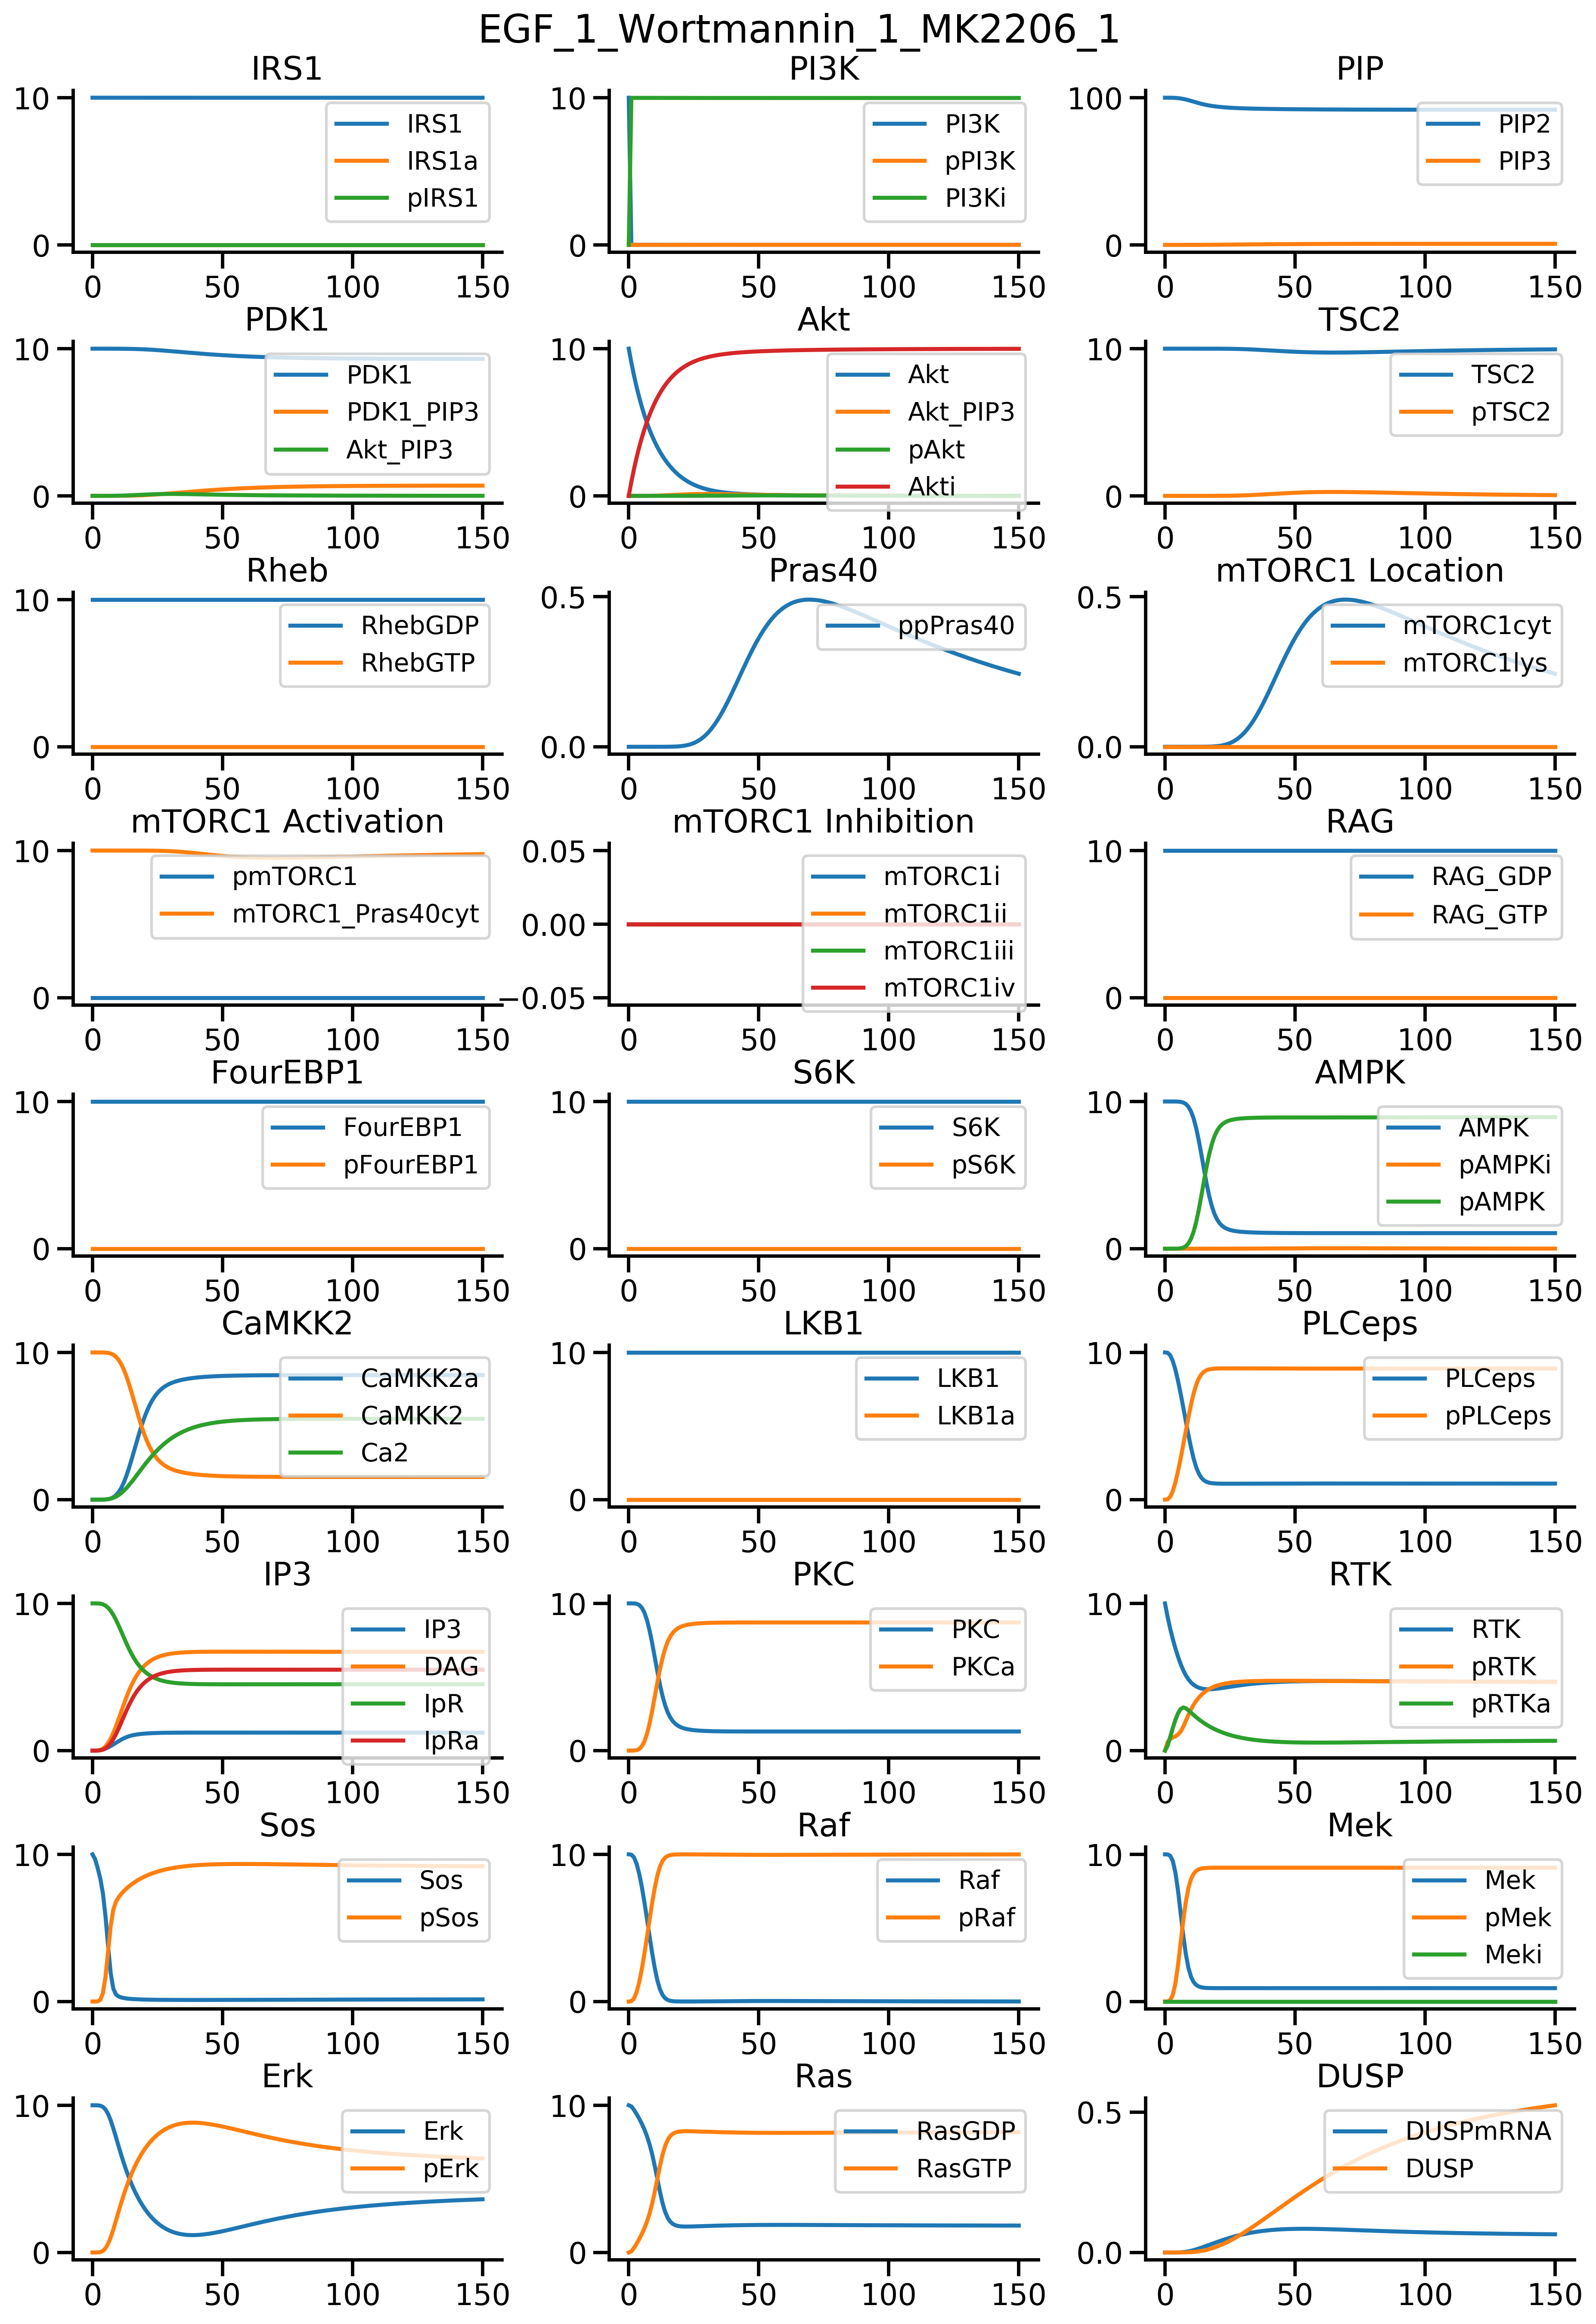 EGF_1_Wortmannin_1_MK2206_1
IRS1
10
0
0 50 100 150
IRS1
IRS1a
pIRS1
PI3K
10
0
0 50 100 150
PI3K
pPI3K
PI3Ki
PIP
100
0
0 50 100 150
PIP2
PIP3
PDK1
10
0
0 50 100 150
PDK1
PDK1_PIP3
Akt_PIP3
Akt
10
0
0 50 100 150
Akt
Akt_PIP3
pAkt
Akti
TSC2
10
0
0 50 100 150
TSC2
pTSC2
Rheb
10
0
0 50 100 150
RhebGDP
RhebGTP
Pras40
0.5
0.0
0 50 100 150
ppPras40
mTORC1 Location
0.5
0.0
0 50 100 150
mTORC1cyt
mTORC1lys
mTORC1 Activation
10
0
0 50 100 150
pmTORC1
mTORC1_Pras40cyt
mTORC1 Inhibition
0.05
0.00
−0.05
0 50 100 150
mTORC1i
mTORC1ii
mTORC1iii
mTORC1iv
RAG
10
0
0 50 100 150
RAG_GDP
RAG_GTP
FourEBP1
10
0
0 50 100 150
FourEBP1
pFourEBP1
S6K
10
0
0 50 100 150
S6K
pS6K
AMPK
10
0
0 50 100 150
AMPK
pAMPKi
pAMPK
CaMKK2
10
0
0 50 100 150
CaMKK2a
CaMKK2
Ca2
LKB1
10
0
0 50 100 150
LKB1
LKB1a
PLCeps
10
0
0 50 100 150
PLCeps
pPLCeps
IP3
10
0
0 50 100 150
IP3
DAG
IpR
IpRa
PKC
10
0
0 50 100 150
PKC
PKCa
RTK
10
0
0 50 100 150
RTK
pRTK
pRTKa
Sos
10
0
0 50 100 150
Sos
pSos
Raf
10
0
0 50 100 150
Raf
pRaf
Mek
10
0
0 50 100 150
Mek
pMek
Meki
Erk
10
0
0 50 100 150
Erk
pErk
Ras
10
0
0 50 100 150
RasGDP
RasGTP
DUSP
0.5
0.0
0 50 100 150
DUSPmRNA
DUSP